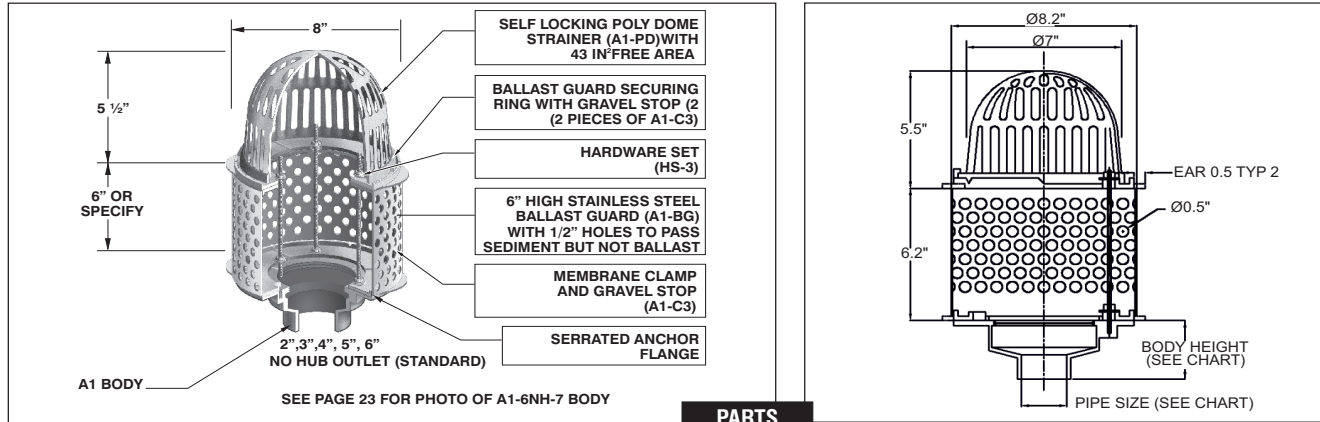 8”
5 ½”
6” OR
SPECIFY
SELF LOCKING POLY DOME
STRAINER (A1-PD)WITH
43 IN²FREE AREA
BALLAST GUARD SECURING
RING WITH GRAVEL STOP (2
(2 PIECES OF A1-C3)
HARDWARE SET
(HS-3)
6” HIGH STAINLESS STEEL
BALLAST GUARD (A1-BG)
WITH 1/2” HOLES TO PASS
SEDIMENT BUT NOT BALLAST
MEMBRANE CLAMP
AND GRAVEL STOP
(A1-C3)
SERRATED ANCHOR
FLANGE
2”,3”,4”, 5”, 6”
NO HUB OUTLET (STANDARD)
A1 BODY
SEE PAGE 23 FOR PHOTO OF A1-6NH-7 BODY
PARTS
Ø8.2"
Ø7"
5.5"
EAR 0.5 TYP 2
Ø0.5"
6.2"
BODY HEIGHT
(SEE CHART)
PIPE SIZE (SEE CHART)